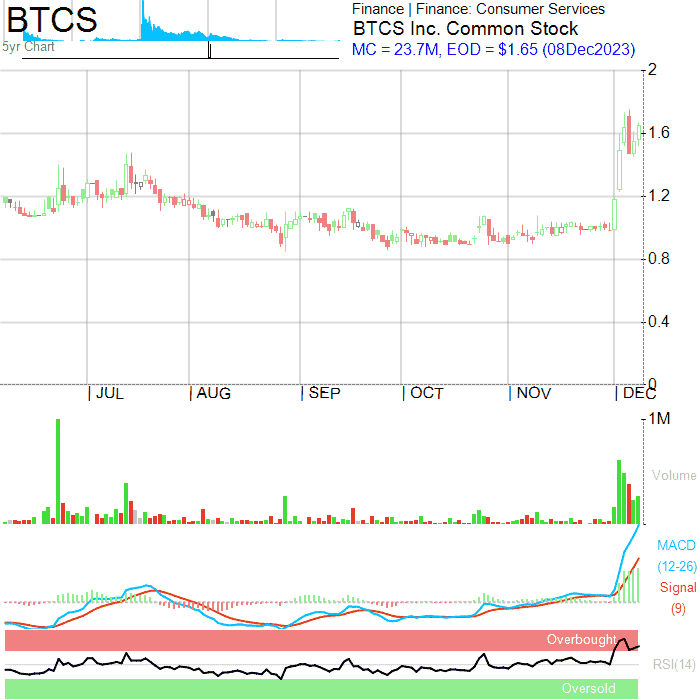 BTCS
5yr Chart
Finance | Finance: Consumer Services
BTCS Inc. Common Stock
MC = 23.7M, EOD = $1.65 (08Dec2023)
2
1.6
1.2
0.8
0.4
0
JUL AUG SEP OCT NOV DEC
1M
Volume
MACD
(12-26)
Signal
(9)
Overbought
RSI(14)
Oversold